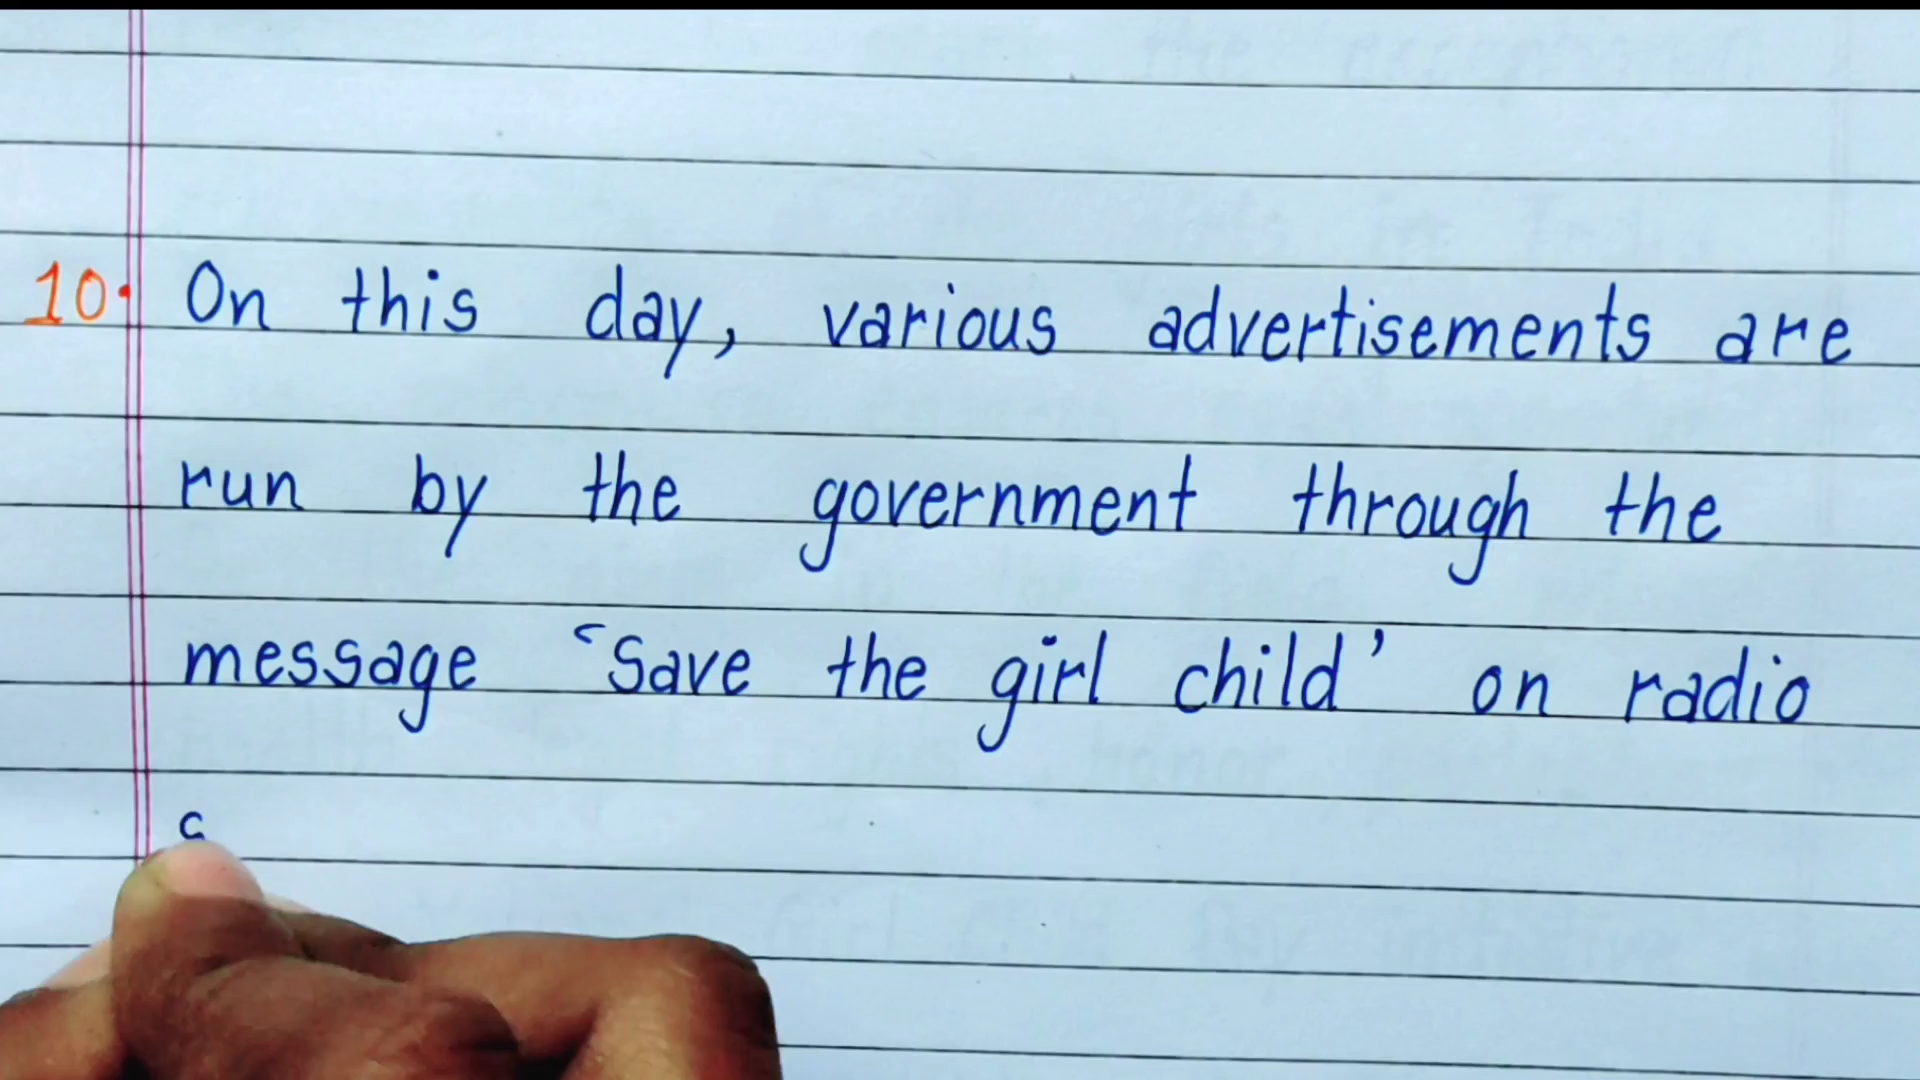 10. On this day, various advertisements are
run by the government through the
message ‘Save the girl child’ on radio